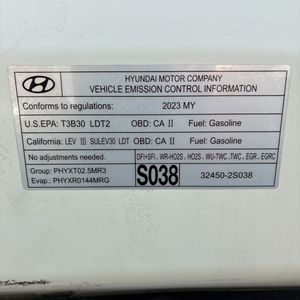 HYUNDAI MOTOR COMPANY
VEHICLE EMISSION CONTROL INFORMATION
Conforms to regulations: 2023 MY
U.S.EPA: T3B30 LDT2 OBD: CA II Fuel: Gasoline
California: LEV III SULEV30 LDT OBD: CA II Fuel: Gasoline
No adjustments needed. DFI+SFI, WR-HO2S, HO2S, WU-TWC, TWC, EGR, EGRC
Group: PHYXT02.5MR3
Evap.: PHYXR0144MRG
S038
32450-2S038